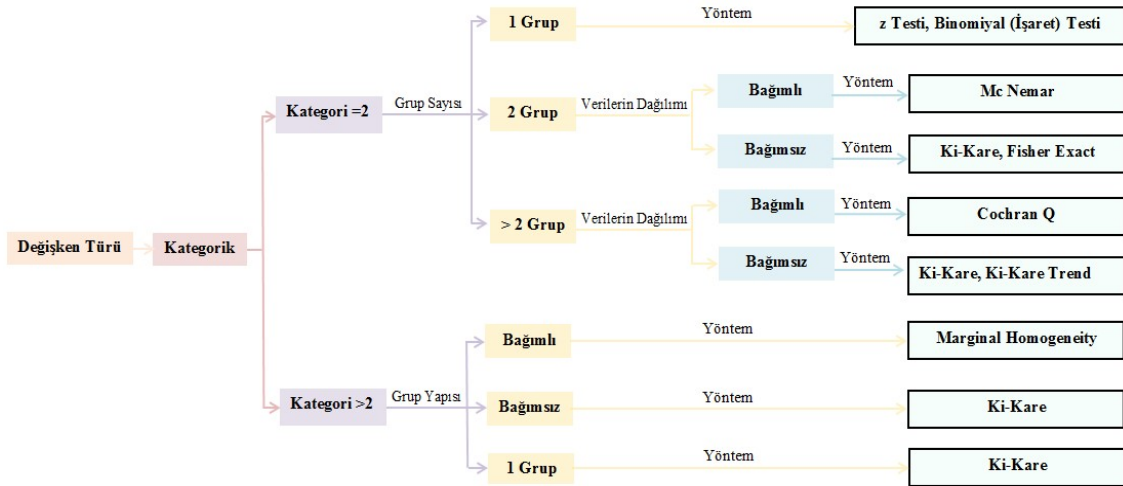 1 Grup
Yöntem
z Testi, Binomiyal (İşaret) Testi
Kategori =2
Grup Sayısı
2 Grup
Verilerin Dağılımı
Bağımlı
Yöntem
Mc Nemar
Bağımsız
Yöntem
Ki-Kare, Fisher Exact
> 2 Grup
Verilerin Dağılımı
Bağımlı
Yöntem
Cochran Q
Bağımsız
Yöntem
Ki-Kare, Ki-Kare Trend
Değişken Türü
Kategorik
Bağımlı
Yöntem
Marginal Homogeneity
Kategori >2
Grup Yapısı
Bağımsız
Yöntem
Ki-Kare
1 Grup
Yöntem
Ki-Kare